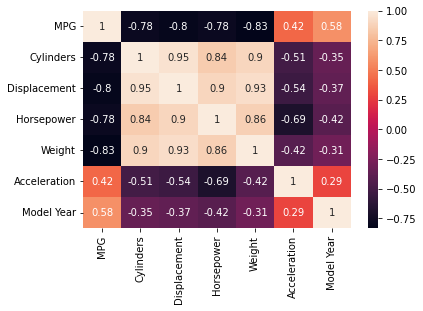 MPG 1 -0.78 -0.8 -0.78 -0.83 0.42 0.58
Cylinders -0.78 1 0.95 0.84 0.9 -0.51 -0.35
Displacement -0.8 0.95 1 0.9 0.93 -0.54 -0.37
Horsepower -0.78 0.84 0.9 1 0.86 -0.69 -0.42
Weight -0.83 0.9 0.93 0.86 1 -0.42 -0.31
Acceleration 0.42 -0.51 -0.54 -0.69 -0.42 1 0.29
Model Year 0.58 -0.35 -0.37 -0.42 -0.31 0.29 1
MPG
Cylinders
Displacement
Horsepower
Weight
Acceleration
Model Year
1.00
0.75
0.50
0.25
0.00
-0.25
-0.50
-0.75